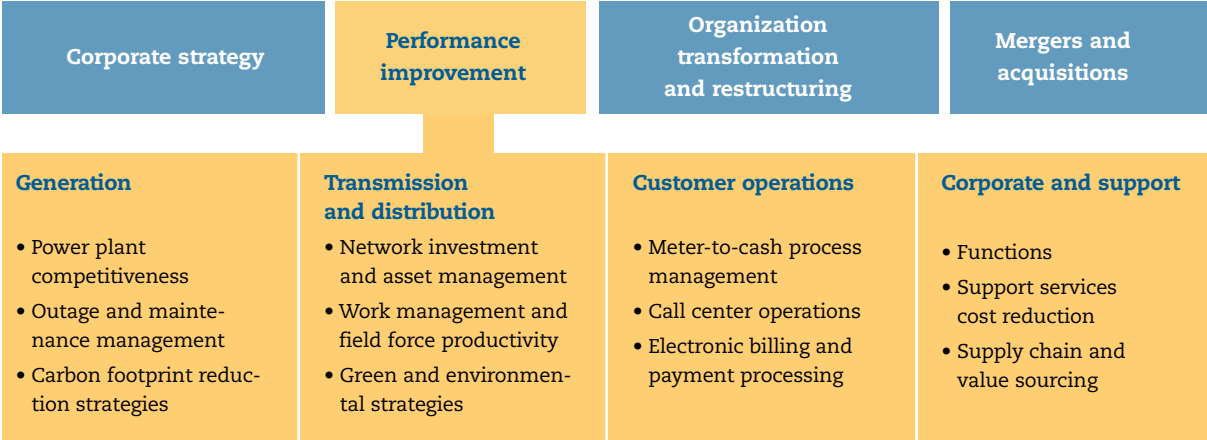 Corporate strategy
Performance
improvement
Organization
transformation
and restructuring
Mergers and
acquisitions
Generation
• Power plant
competitiveness
• Outage and mainte-
nance management
• Carbon footprint reduc-
tion strategies
Transmission
and distribution
• Network investment
and asset management
• Work management and
field force productivity
• Green and environmen-
tal strategies
Customer operations
• Meter-to-cash process
management
• Call center operations
• Electronic billing and
payment processing
Corporate and support
• Functions
• Support services
cost reduction
• Supply chain and
value sourcing